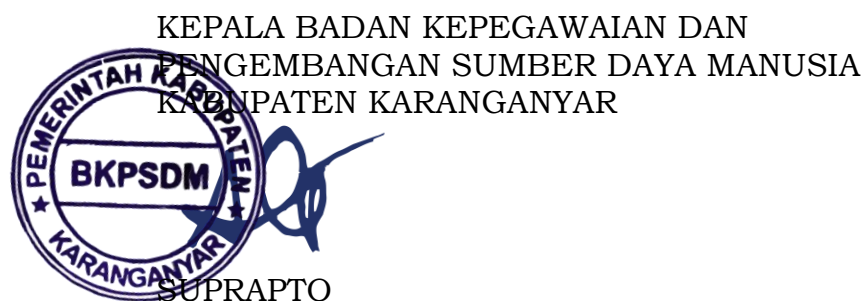 KEPALA BADAN KEPEGAWAIAN DAN
PENGEMBANGAN SUMBER DAYA MANUSIA
KABUPATEN KARANGANYAR
PEMERINTAH KABUPATEN
BKPSDM
KARANGANYAR
SUPRAPTO